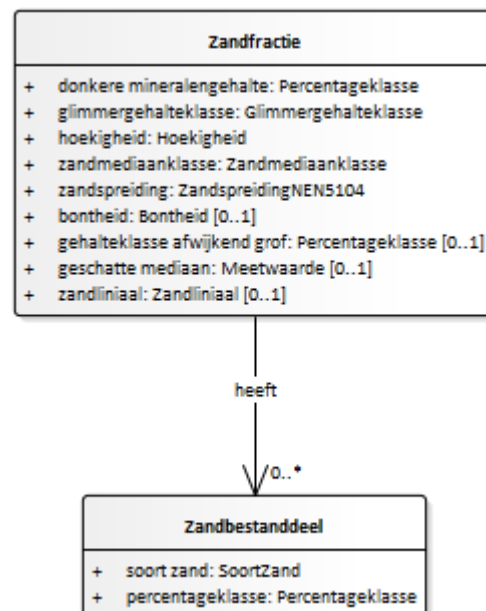 Zandfractie
+ donkere mineralengehalte: Percentageklasse
+ glimmergehalteklasse: Glimmergehalteklasse
+ hoekigheid: Hoekigheid
+ zandmediaanklasse: Zandmediaanklasse
+ zandspreiding: ZandspreidingNEN5104
+ bontheid: Bontheid [0..1]
+ gehalteklasse afwijkend grof: Percentageklasse [0..1]
+ geschatte mediaan: Meetwaarde [0..1]
+ zandliniaal: Zandliniaal [0..1]
heeft
0..*
Zandbestanddeel
+ soort zand: SoortZand
+ percentageklasse: Percentageklasse